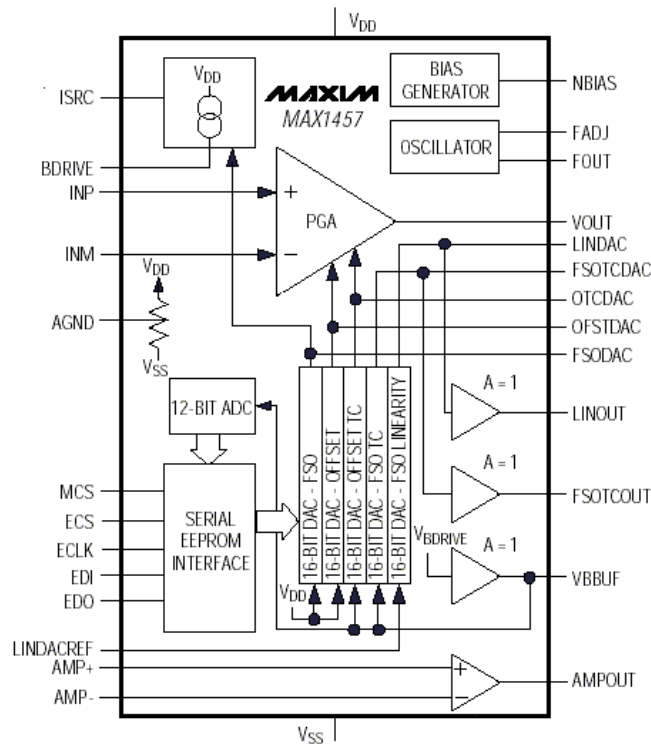 VDD
ISRC
VDD
MAXIM
MAX1457
BIAS
GENERATOR
NBIAS
OSCILLATOR
FADJ
FOUT
BDRIVE
INP
+
PGA
VOUT
LINDAC
INM
−
FSOTCDAC
VDD
OTCDAC
AGND
OFSTDAC
VSS
FSODAC
12-BIT ADC
A = 1
LINOUT
16-BIT DAC - FSO
16-BIT DAC - OFFSET
16-BIT DAC - OFFSET TC
16-BIT DAC - FSO TC
16-BIT DAC - FSO LINEARITY
A = 1
FSOTCOUT
MCS
ECS
ECLK
EDI
EDO
SERIAL
EEPROM
INTERFACE
VBDRIVE
A = 1
VBBUF
VDD
LINDACREF
AMP+
AMP-
+
−
AMPOUT
VSS